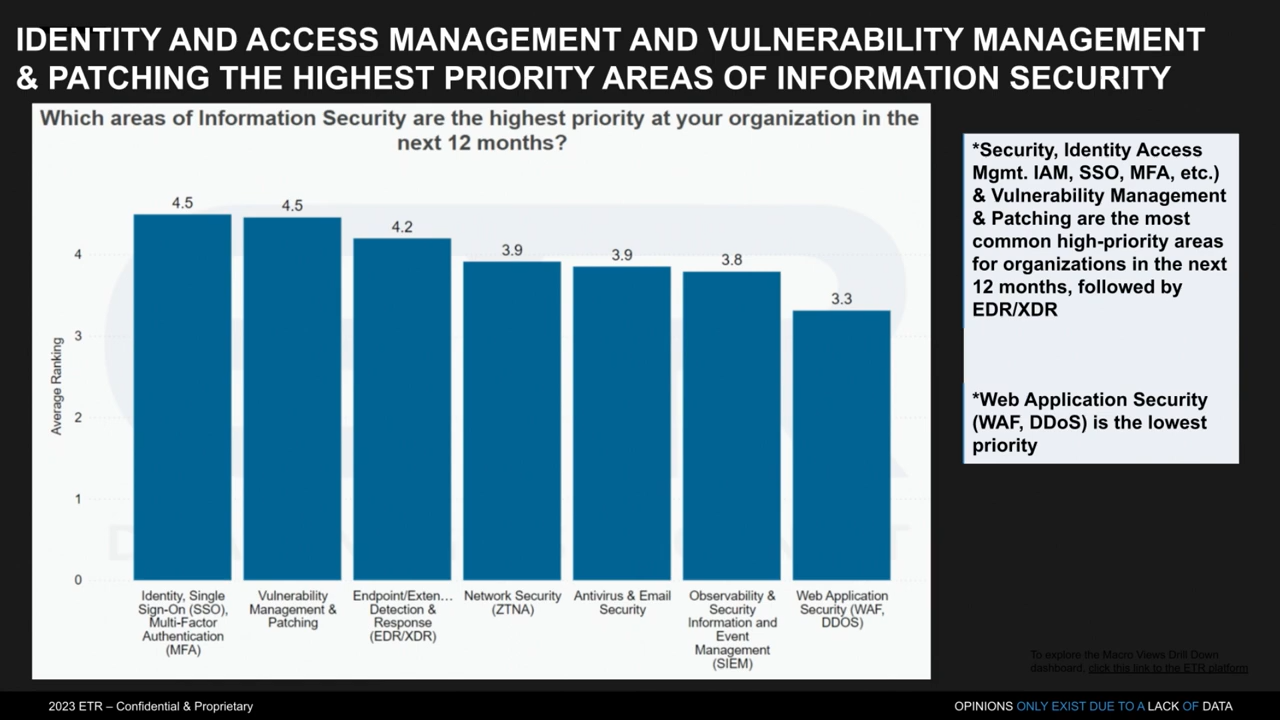 IDENTITY AND ACCESS MANAGEMENT AND VULNERABILITY MANAGEMENT
& PATCHING THE HIGHEST PRIORITY AREAS OF INFORMATION SECURITY
Which areas of Information Security are the highest priority at your organization in the
next 12 months?
Average Ranking
4
3
2
1
0
4.5
4.5
4.2
3.9
3.9
3.8
3.3
Identity, Single
Sign-On (SSO),
Multi-Factor
Authentication
(MFA)
Vulnerability
Management &
Patching
Endpoint/Exten...
Detection &
Response
(EDR/XDR)
Network Security
(ZTNA)
Antivirus & Email
Security
Observability &
Security
Information and
Event
Management
(SIEM)
Web Application
Security (WAF,
DDOS)
*Security, Identity Access
Mgmt. IAM, SSO, MFA, etc.)
& Vulnerability Management
& Patching are the most
common high-priority areas
for organizations in the next
12 months, followed by
EDR/XDR
*Web Application Security
(WAF, DDoS) is the lowest
priority
To explore the Macro Views Drill Down
dashboard, click this link to the ETR platform
2023 ETR – Confidential & Proprietary
OPINIONS ONLY EXIST DUE TO A LACK OF DATA